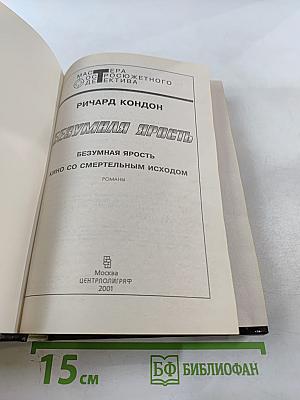 МАСТЕРА
ОСТРОСЮЖЕТНОГО
ДЕТЕКТИВА
РИЧАРД КОНДОН
БЕЗУМНАЯ ЯРОСТЬ
БЕЗУМНАЯ ЯРОСТЬ
КИНО СО СМЕРТЕЛЬНЫМ ИСХОДОМ
РОМАНЫ
Москва
ЦЕНТРПОЛИГРАФ
2001
15 см
БФ БИБЛИОФАН